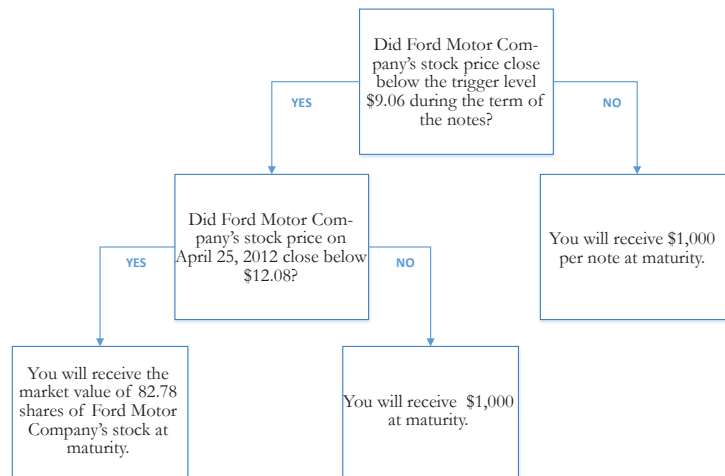 Did Ford Motor Com-
pany's stock price close
below the trigger level
$9.06 during the term of
the notes?
YES
NO
Did Ford Motor Com-
pany's stock price on
April 25, 2012 close below
$12.08?
You will receive $1,000
per note at maturity.
YES
NO
You will receive the
market value of 82.78
shares of Ford Motor
Company's stock at
maturity.
You will receive $1,000
at maturity.